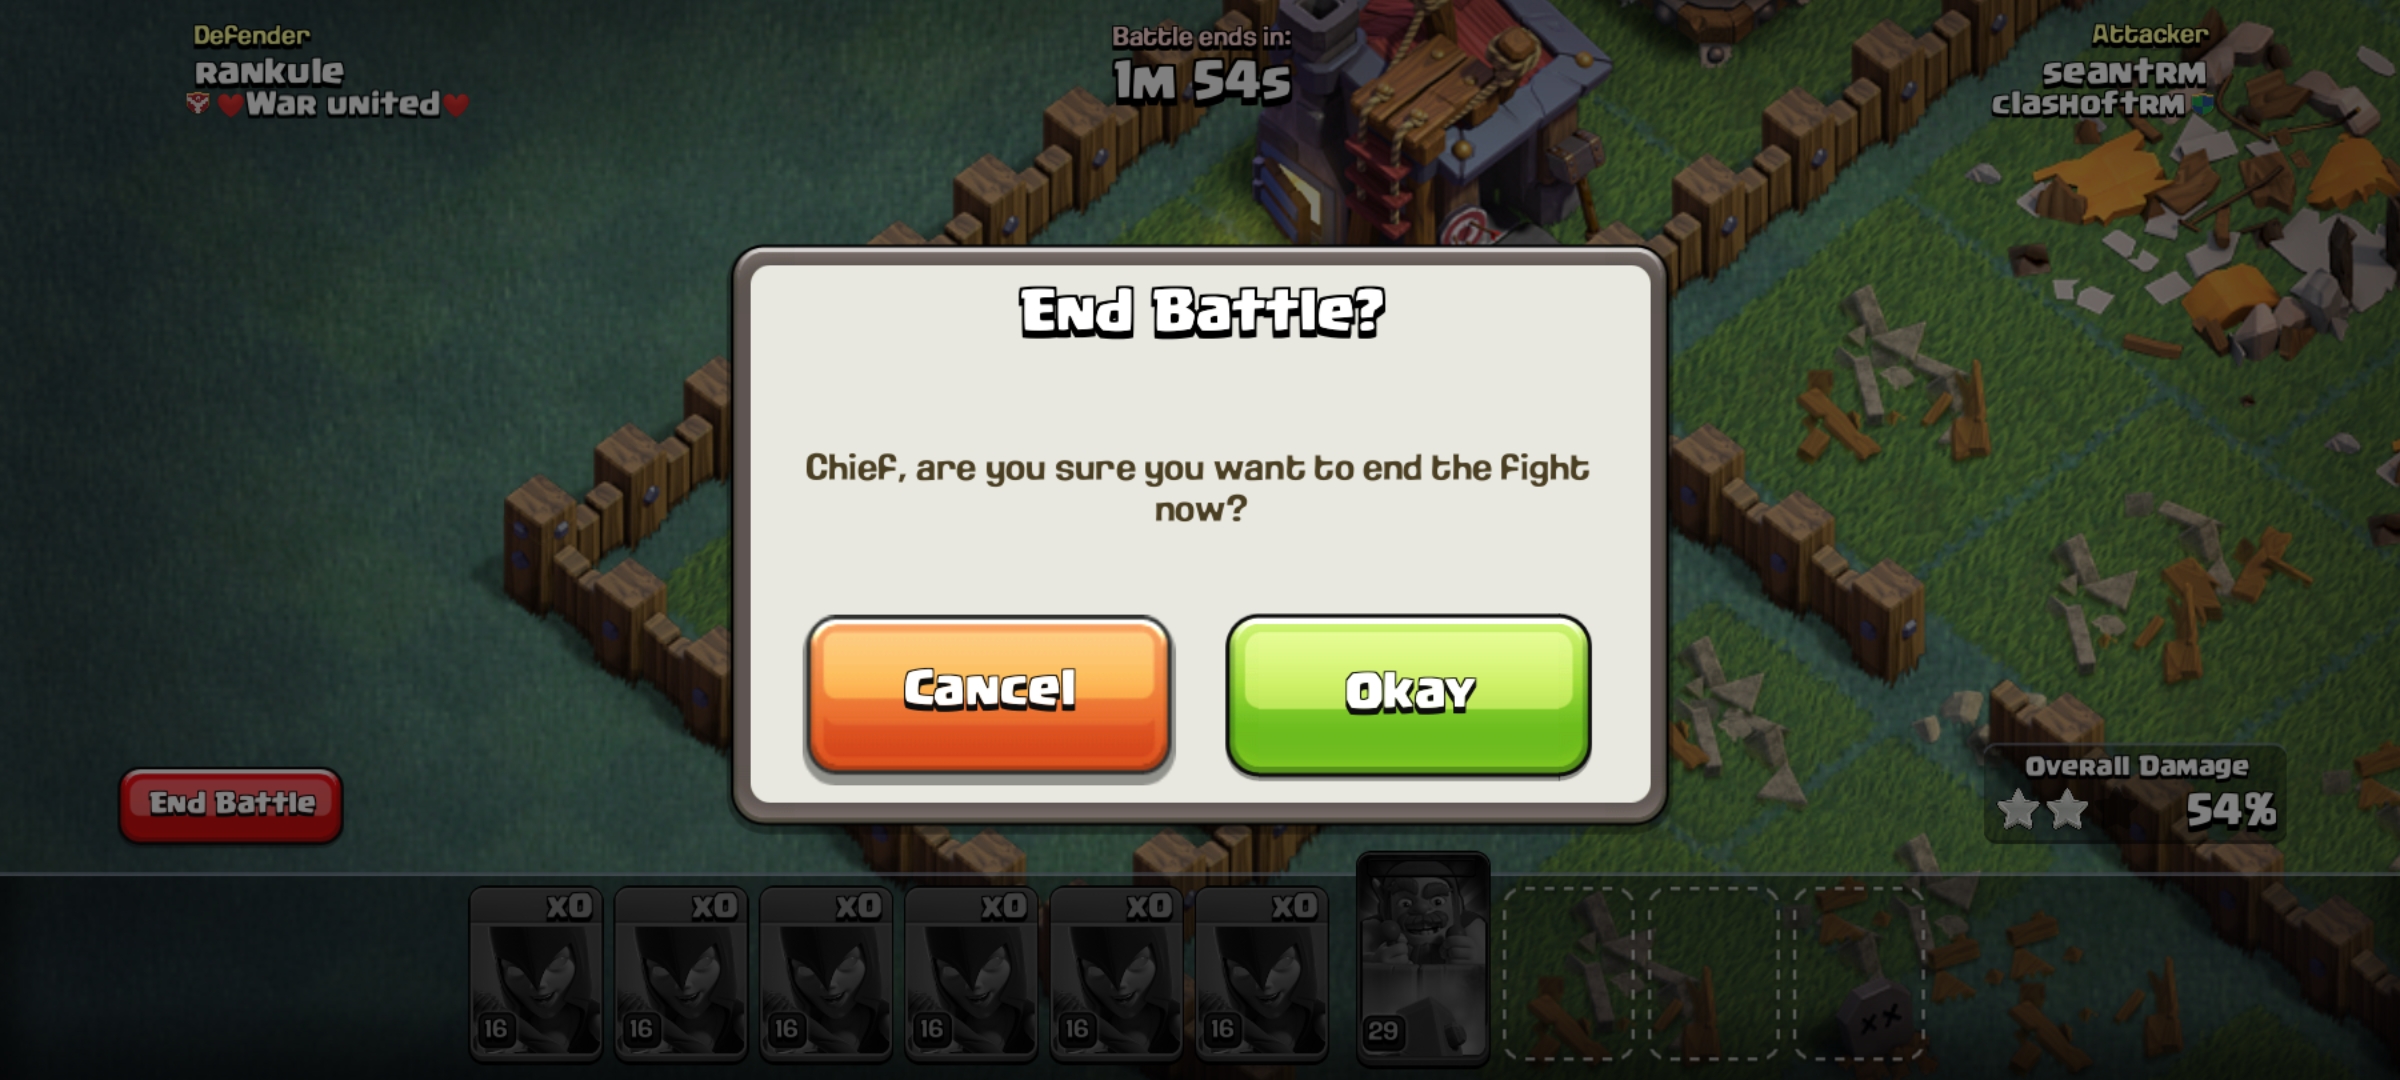 Defender
Rankule
War united
Battle ends in:
1M 54s
Attacker
seantrm
clashoftrm
End Battle?
Chief, are you sure you want to end the fight
now?
Cancel
Okay
End Battle
Overall Damage
54%
x0 x0 x0 x0 x0 x0
16 16 16 16 16 16 29